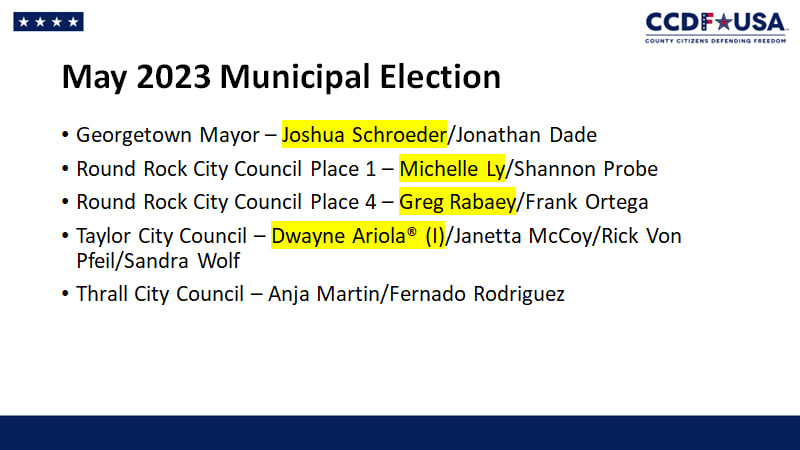 CCDF★USA
COUNTY CITIZENS DEFENDING FREEDOM
May 2023 Municipal Election
• Georgetown Mayor – Joshua Schroeder/Jonathan Dade
• Round Rock City Council Place 1 – Michelle Ly/Shannon Probe
• Round Rock City Council Place 4 – Greg Rabaey/Frank Ortega
• Taylor City Council – Dwayne Ariola® (I)/Janetta McCoy/Rick Von
Pfeil/Sandra Wolf
• Thrall City Council – Anja Martin/Fernado Rodriguez